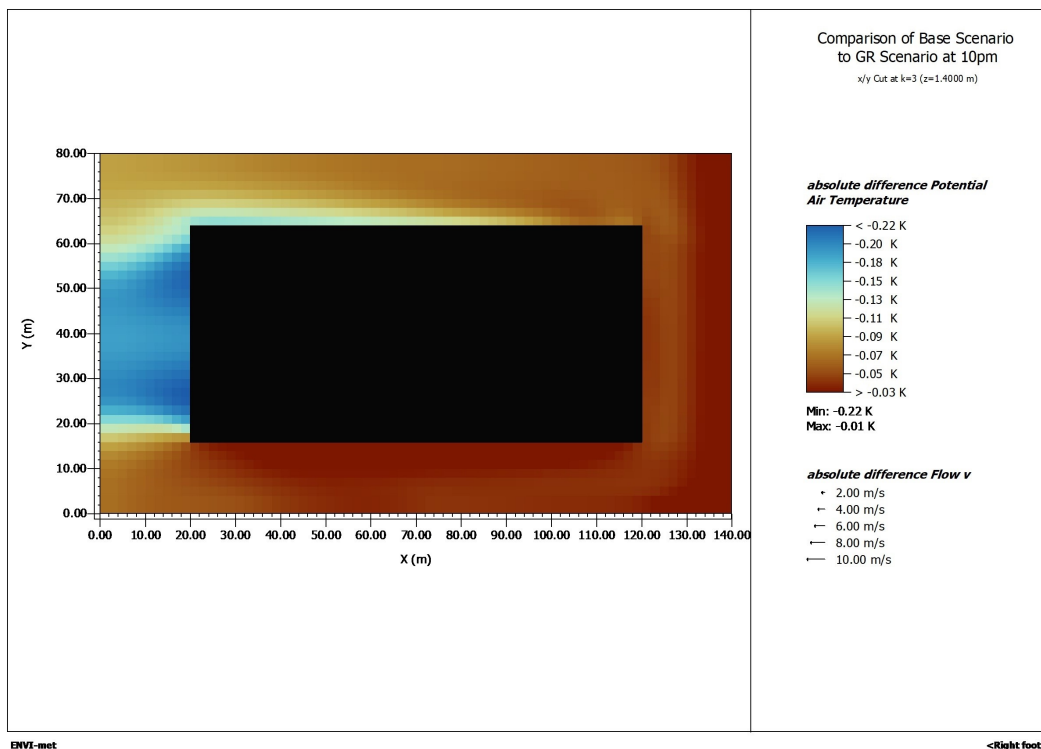 Comparison of Base Scenario
to GR Scenario at 10pm
x/y Cut at k=3 (z=1.4000 m)
80.00
70.00
60.00
50.00
40.00
30.00
20.00
10.00
0.00
Y (m)
0.00 10.00 20.00 30.00 40.00 50.00 60.00 70.00 80.00 90.00 100.00 110.00 120.00 130.00 140.00
X (m)
absolute difference Potential
Air Temperature
< -0.22 K
-0.20 K
-0.18 K
-0.15 K
-0.13 K
-0.11 K
-0.09 K
-0.07 K
-0.05 K
> -0.03 K
Min: -0.22 K
Max: -0.01 K
absolute difference Flow v
2.00 m/s
4.00 m/s
6.00 m/s
8.00 m/s
10.00 m/s
ENVI-met
<Right foot